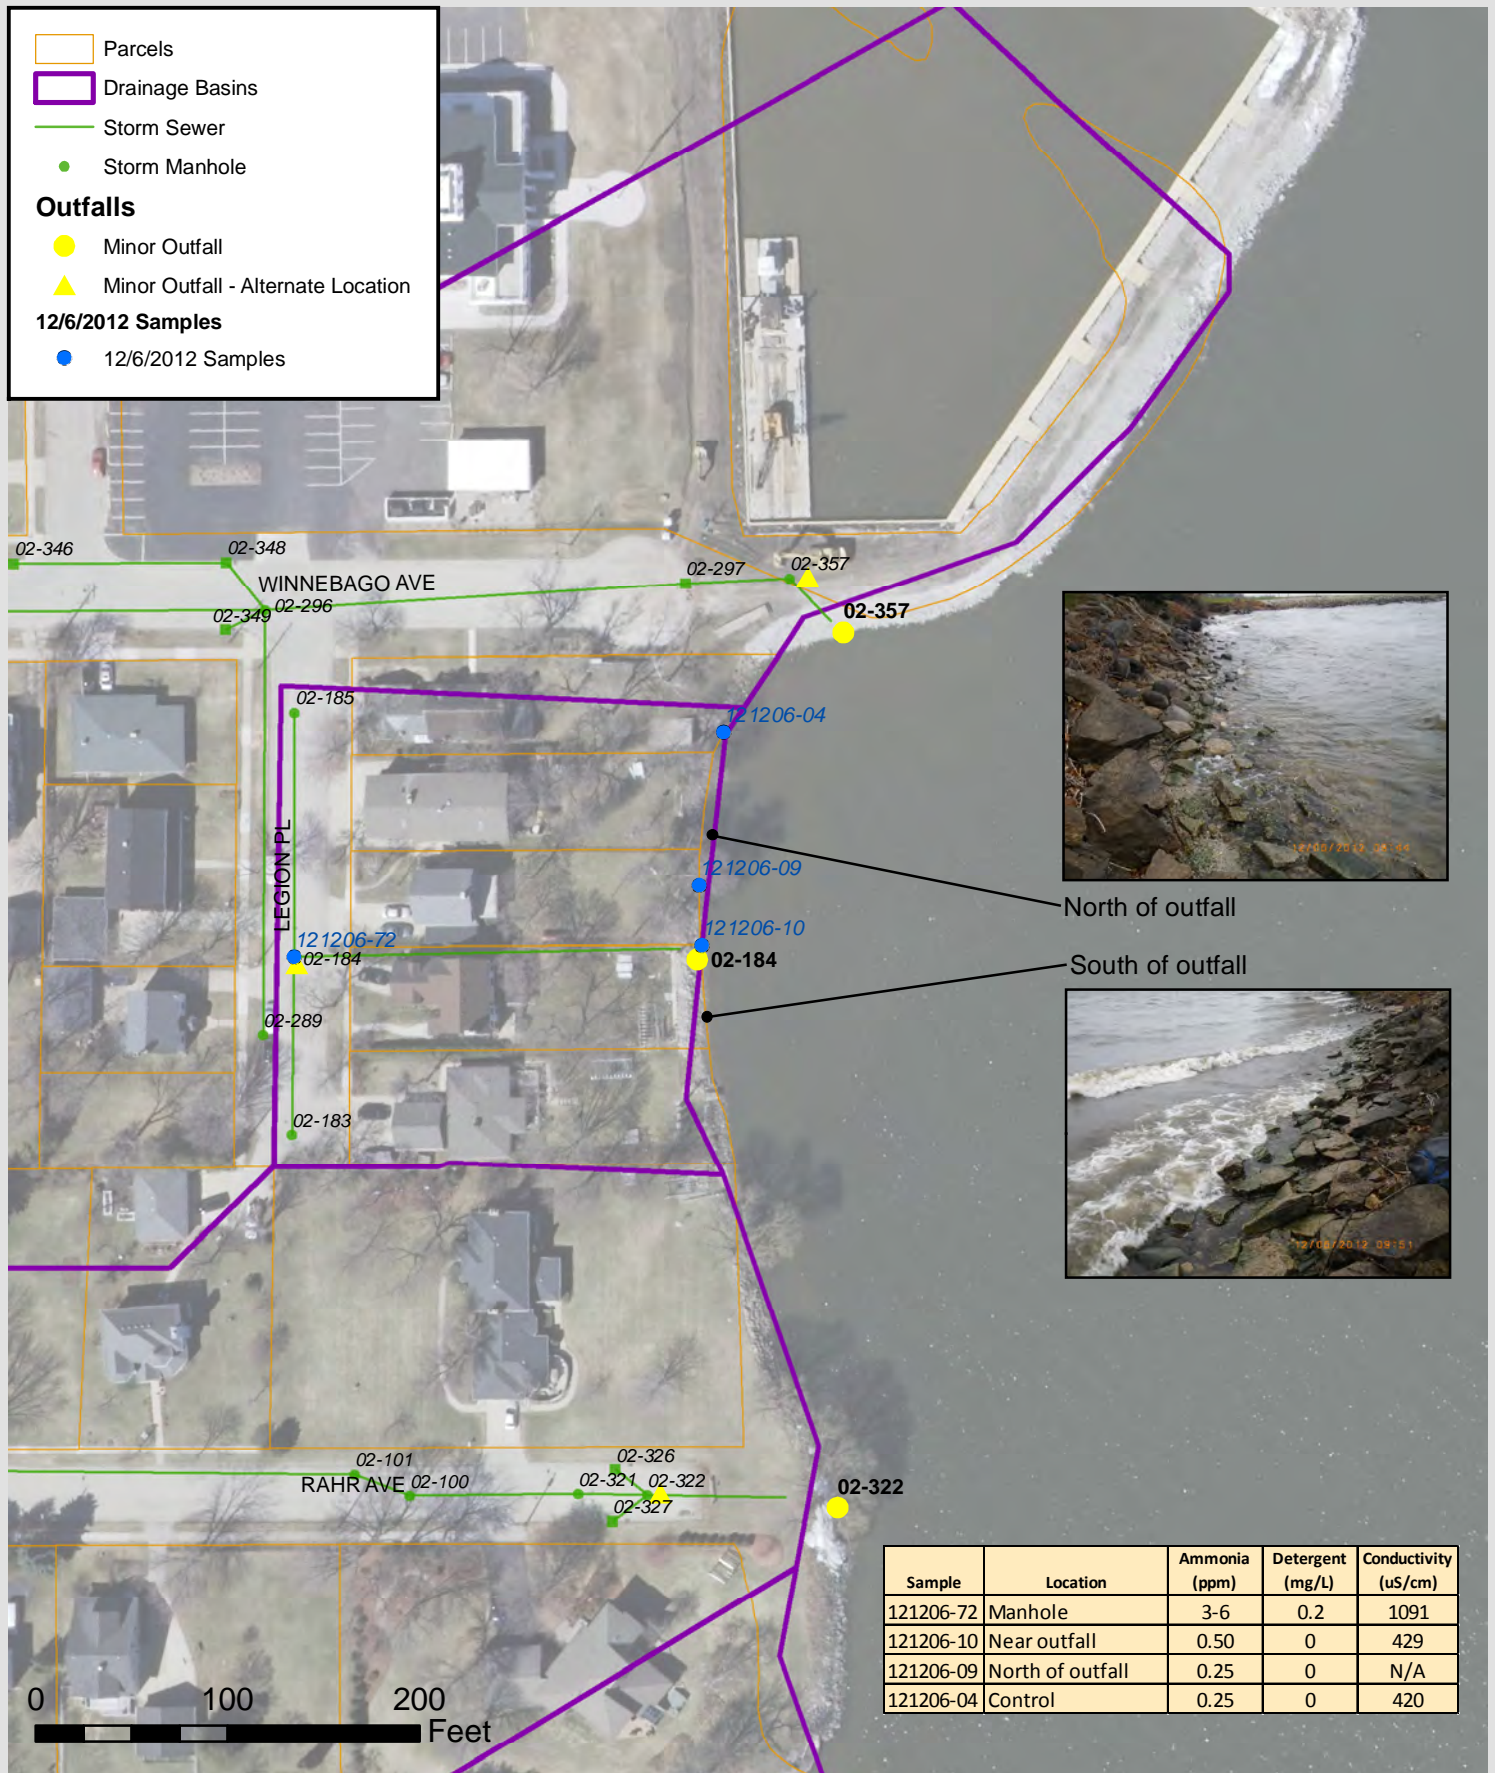 Parcels
Drainage Basins
Storm Sewer
Storm Manhole
Outfalls
Minor Outfall
Minor Outfall - Alternate Location
12/6/2012 Samples
12/6/2012 Samples
02-346
02-348
WINNEBAGO AVE
02-297
02-357
02-296
02-349
02-357
02-185
121206-04
LEGION PL
121206-09
North of outfall
121206-10
121206-72
02-184
02-184
South of outfall
02-289
02-183
12/06/2012 09:51
02-101
02-326
RAHR AVE
02-100
02-321
02-322
02-327
02-322
Sample Location Ammonia (ppm) Detergent (mg/L) Conductivity (uS/cm)
121206-72 Manhole 3-6 0.2 1091
121206-10 Near outfall 0.50 0 429
121206-09 North of outfall 0.25 0 N/A
121206-04 Control 0.25 0 420
0 100 200
Feet